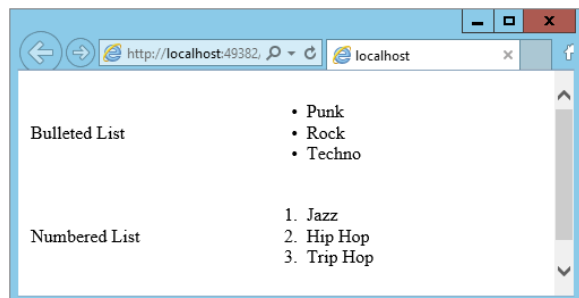 http://localhost:49382/
localhost
Bulleted List
• Punk
• Rock
• Techno
Numbered List
1. Jazz
2. Hip Hop
3. Trip Hop